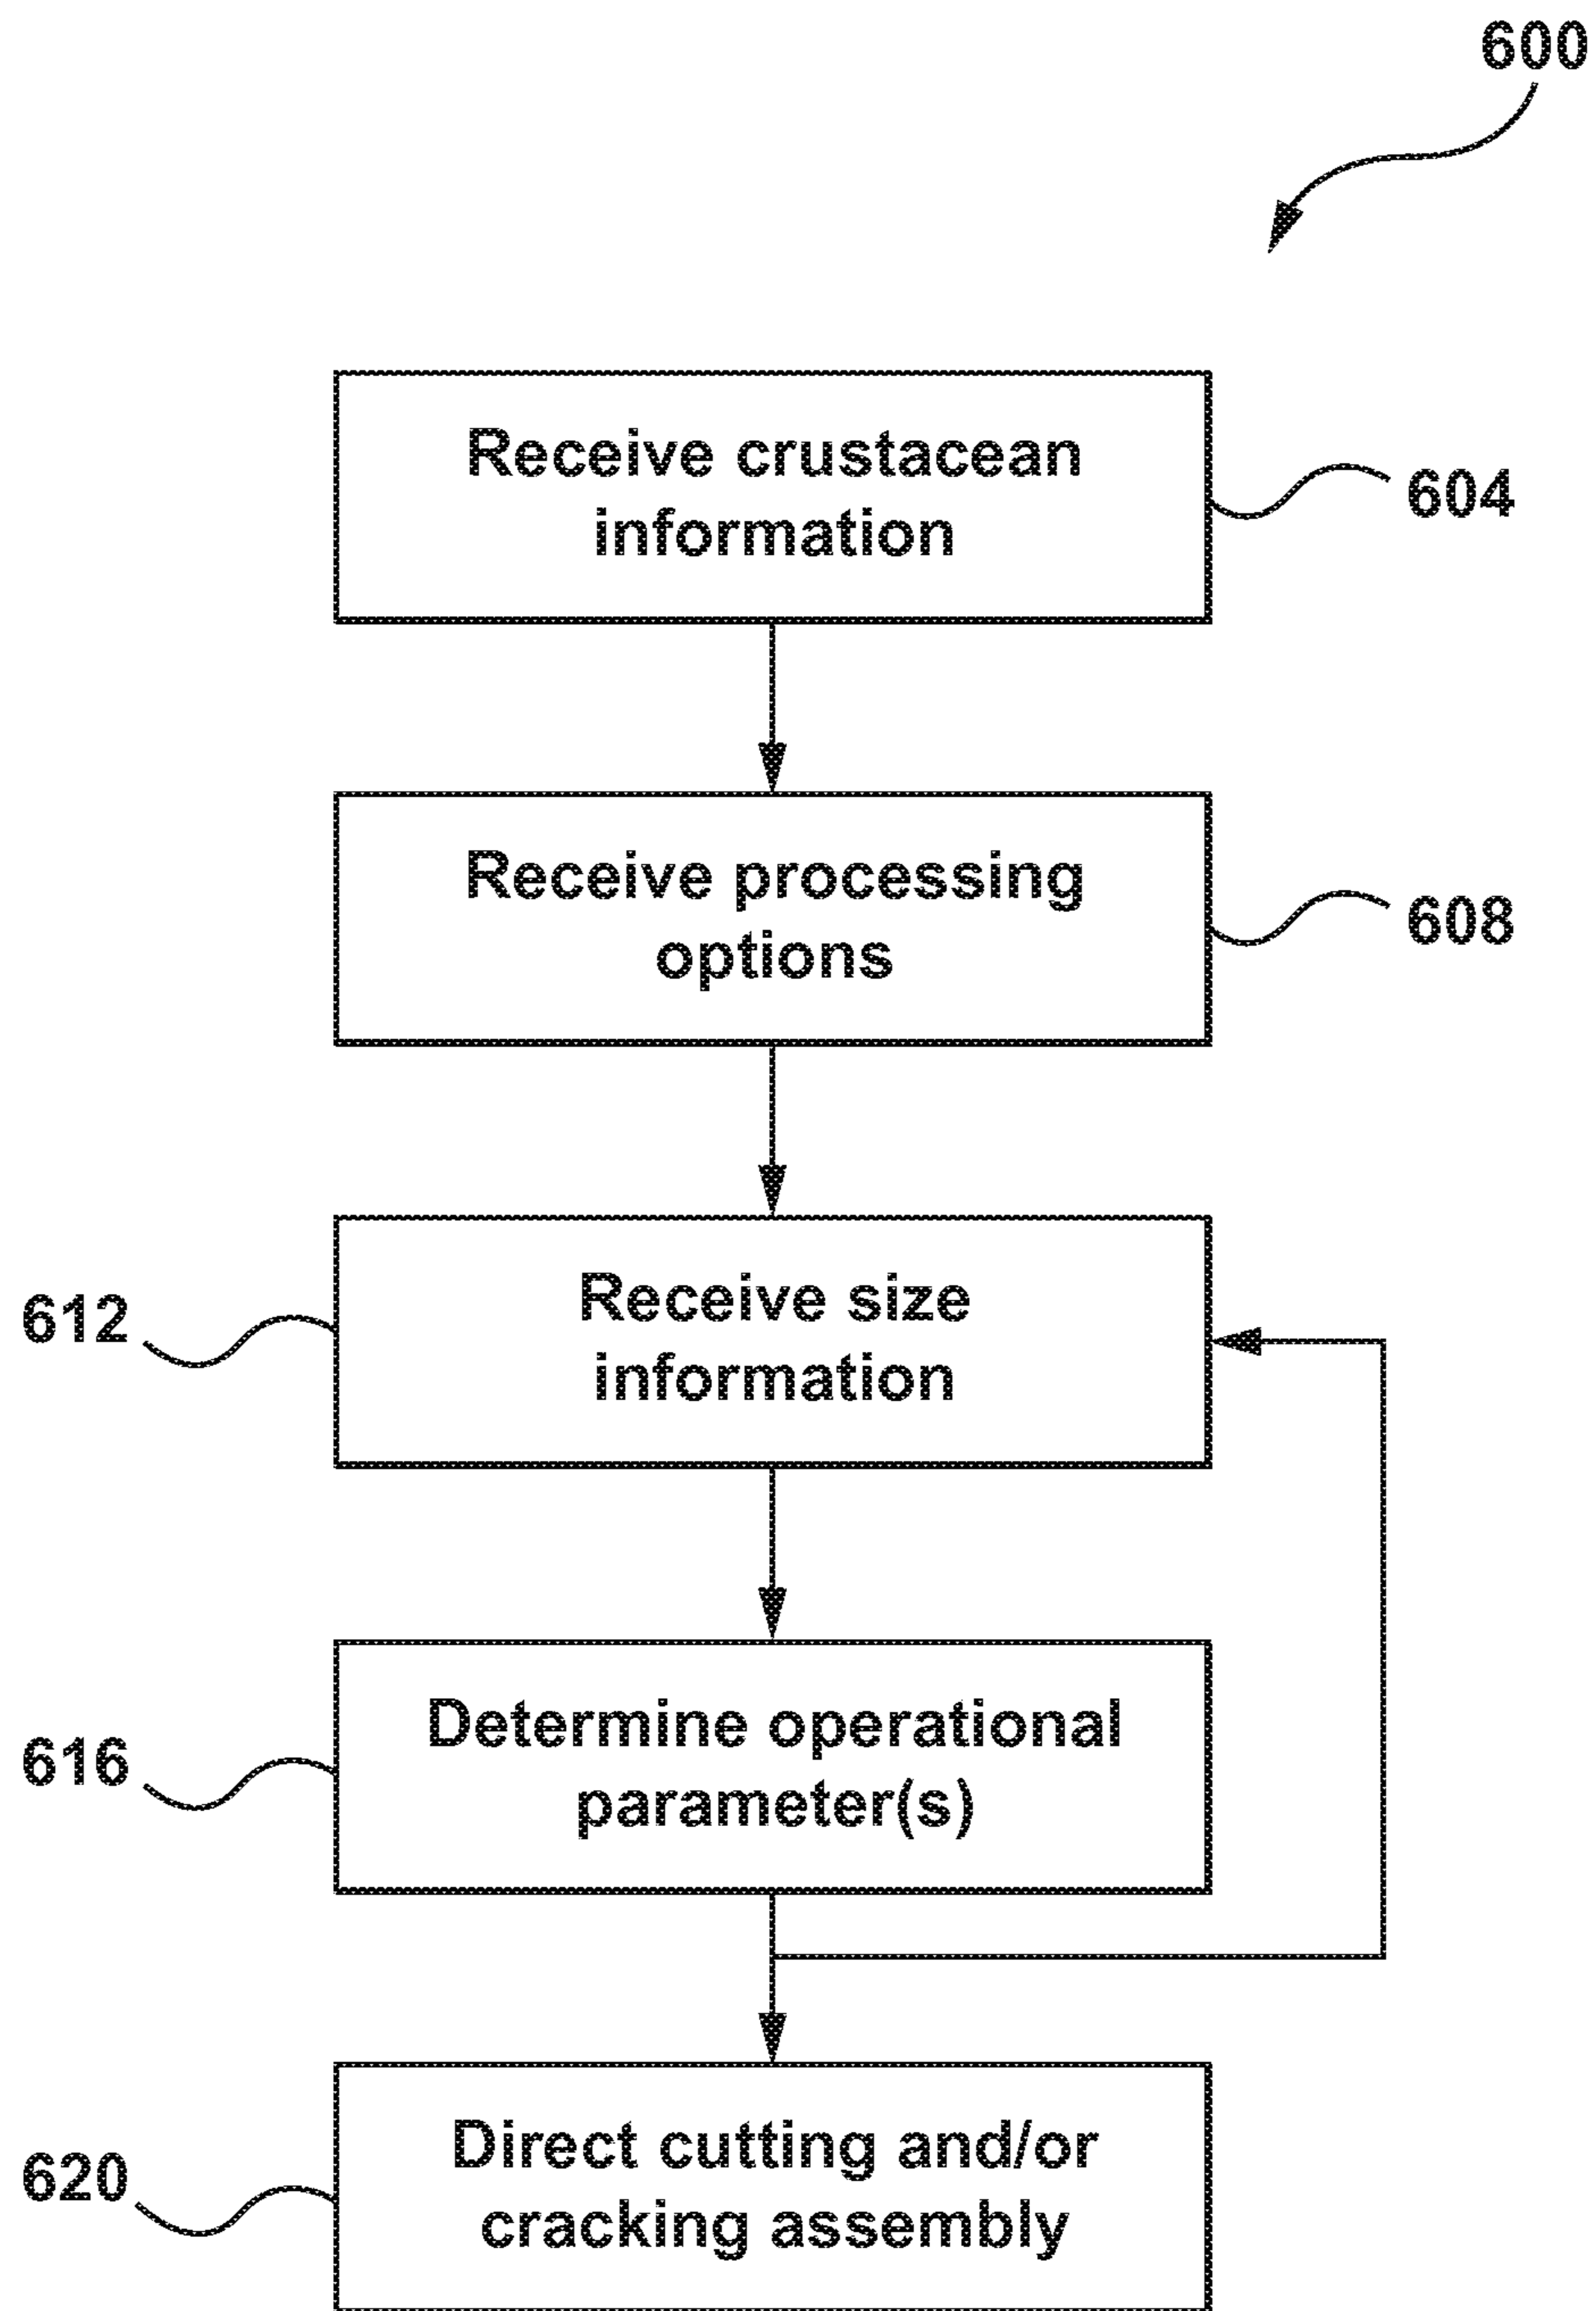 600
Receive crustacean
information
604
Receive processing
options
608
612
Receive size
information
616
Determine operational
parameter(s)
620
Direct cutting and/or
cracking assembly